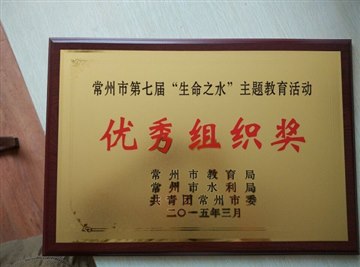 常州市第七届“生命之水”主题教育活动
优秀组织奖
常州市教育局
常州市水利局
共青团常州市委
二〇一五年三月